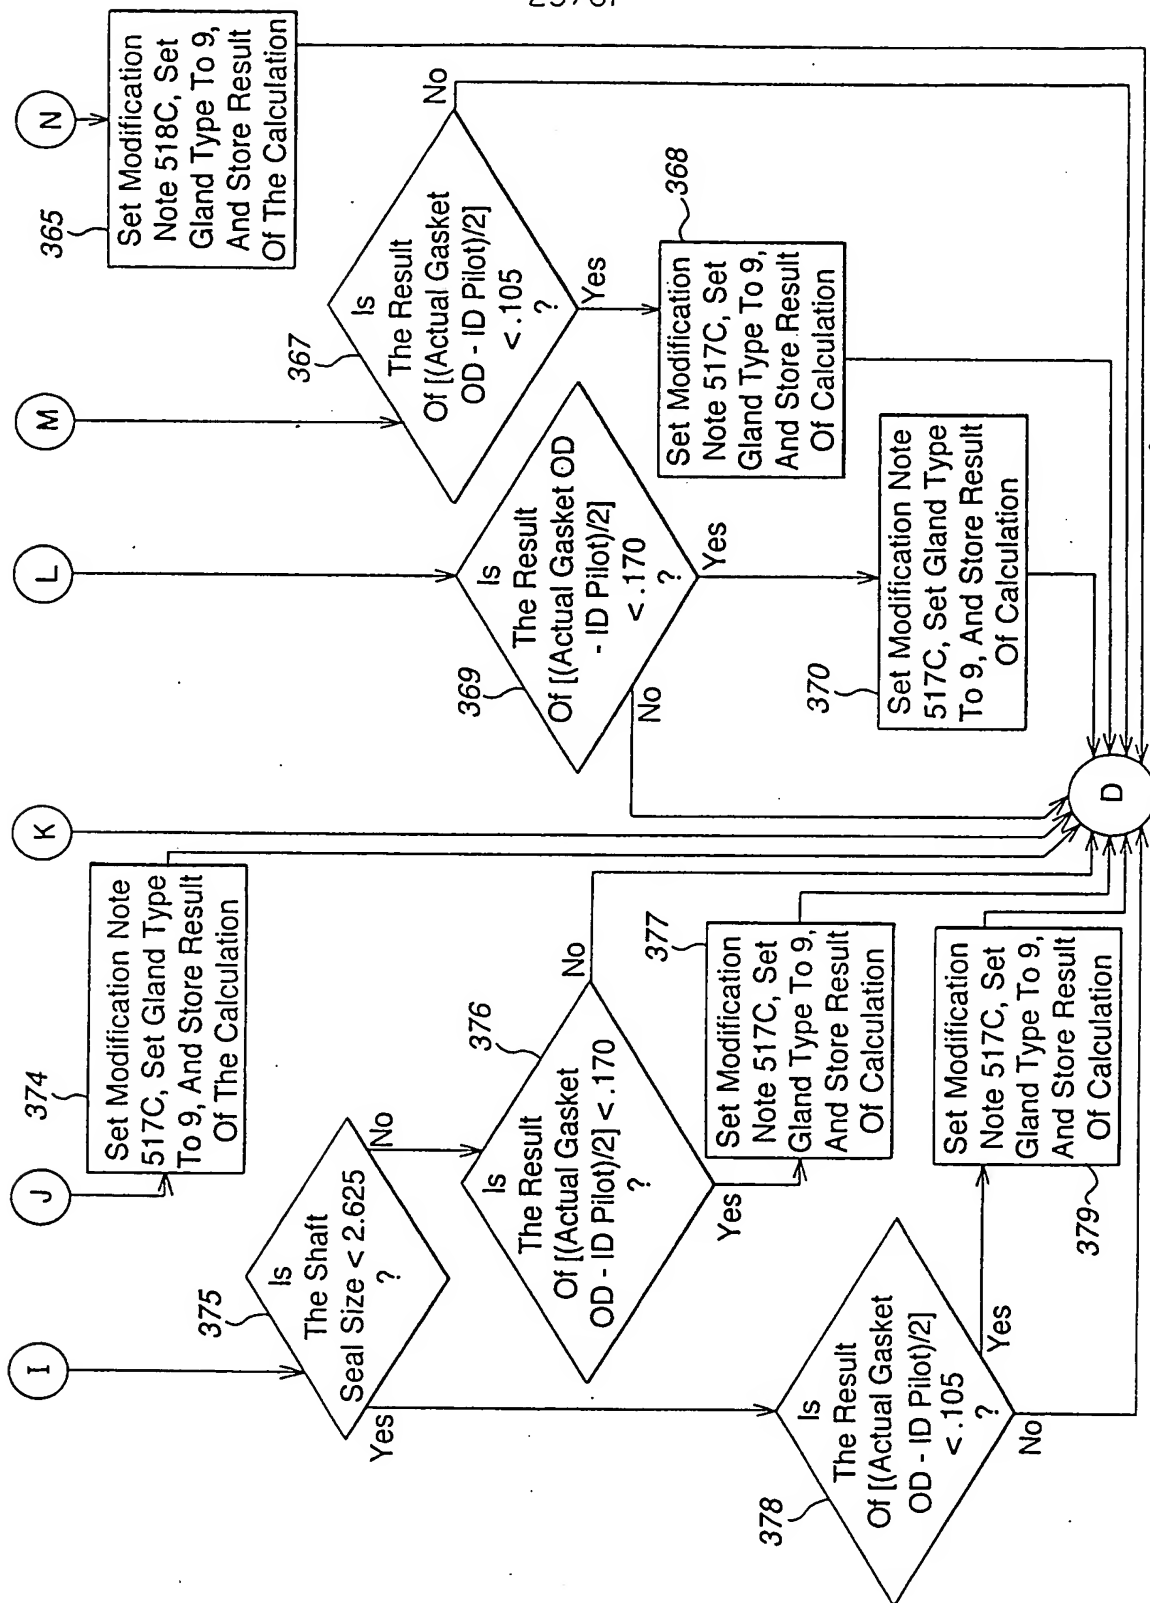 I
J
K
L
M
N
375
Is
The Shaft
Seal Size < 2.625
?
Yes
No
374
Set Modification Note
517C, Set Gland Type
To 9, And Store Result
Of The Calculation
376
Is
The Result
Of [(Actual Gasket
OD - ID Pilot)/2] < .170
?
No
Yes
377
Set Modification
Note 517C, Set
Gland Type To 9,
And Store Result
Of Calculation
378
Is
The Result
Of [(Actual Gasket
OD - ID Pilot)/2]
< .105
?
Yes
No
379
Set Modification
Note 517C, Set
Gland Type To 9,
And Store Result
Of Calculation
369
Is
The Result
Of [(Actual Gasket OD
- ID Pilot)/2]
< .170
?
No
Yes
370
Set Modification Note
517C, Set Gland Type
To 9, And Store Result
Of Calculation
367
Is
The Result
Of [(Actual Gasket
OD - ID Pilot)/2]
< .105
?
No
Yes
368
Set Modification
Note 517C, Set
Gland Type To 9,
And Store Result
Of Calculation
365
Set Modification
Note 518C, Set
Gland Type To 9,
And Store Result
Of The Calculation
D